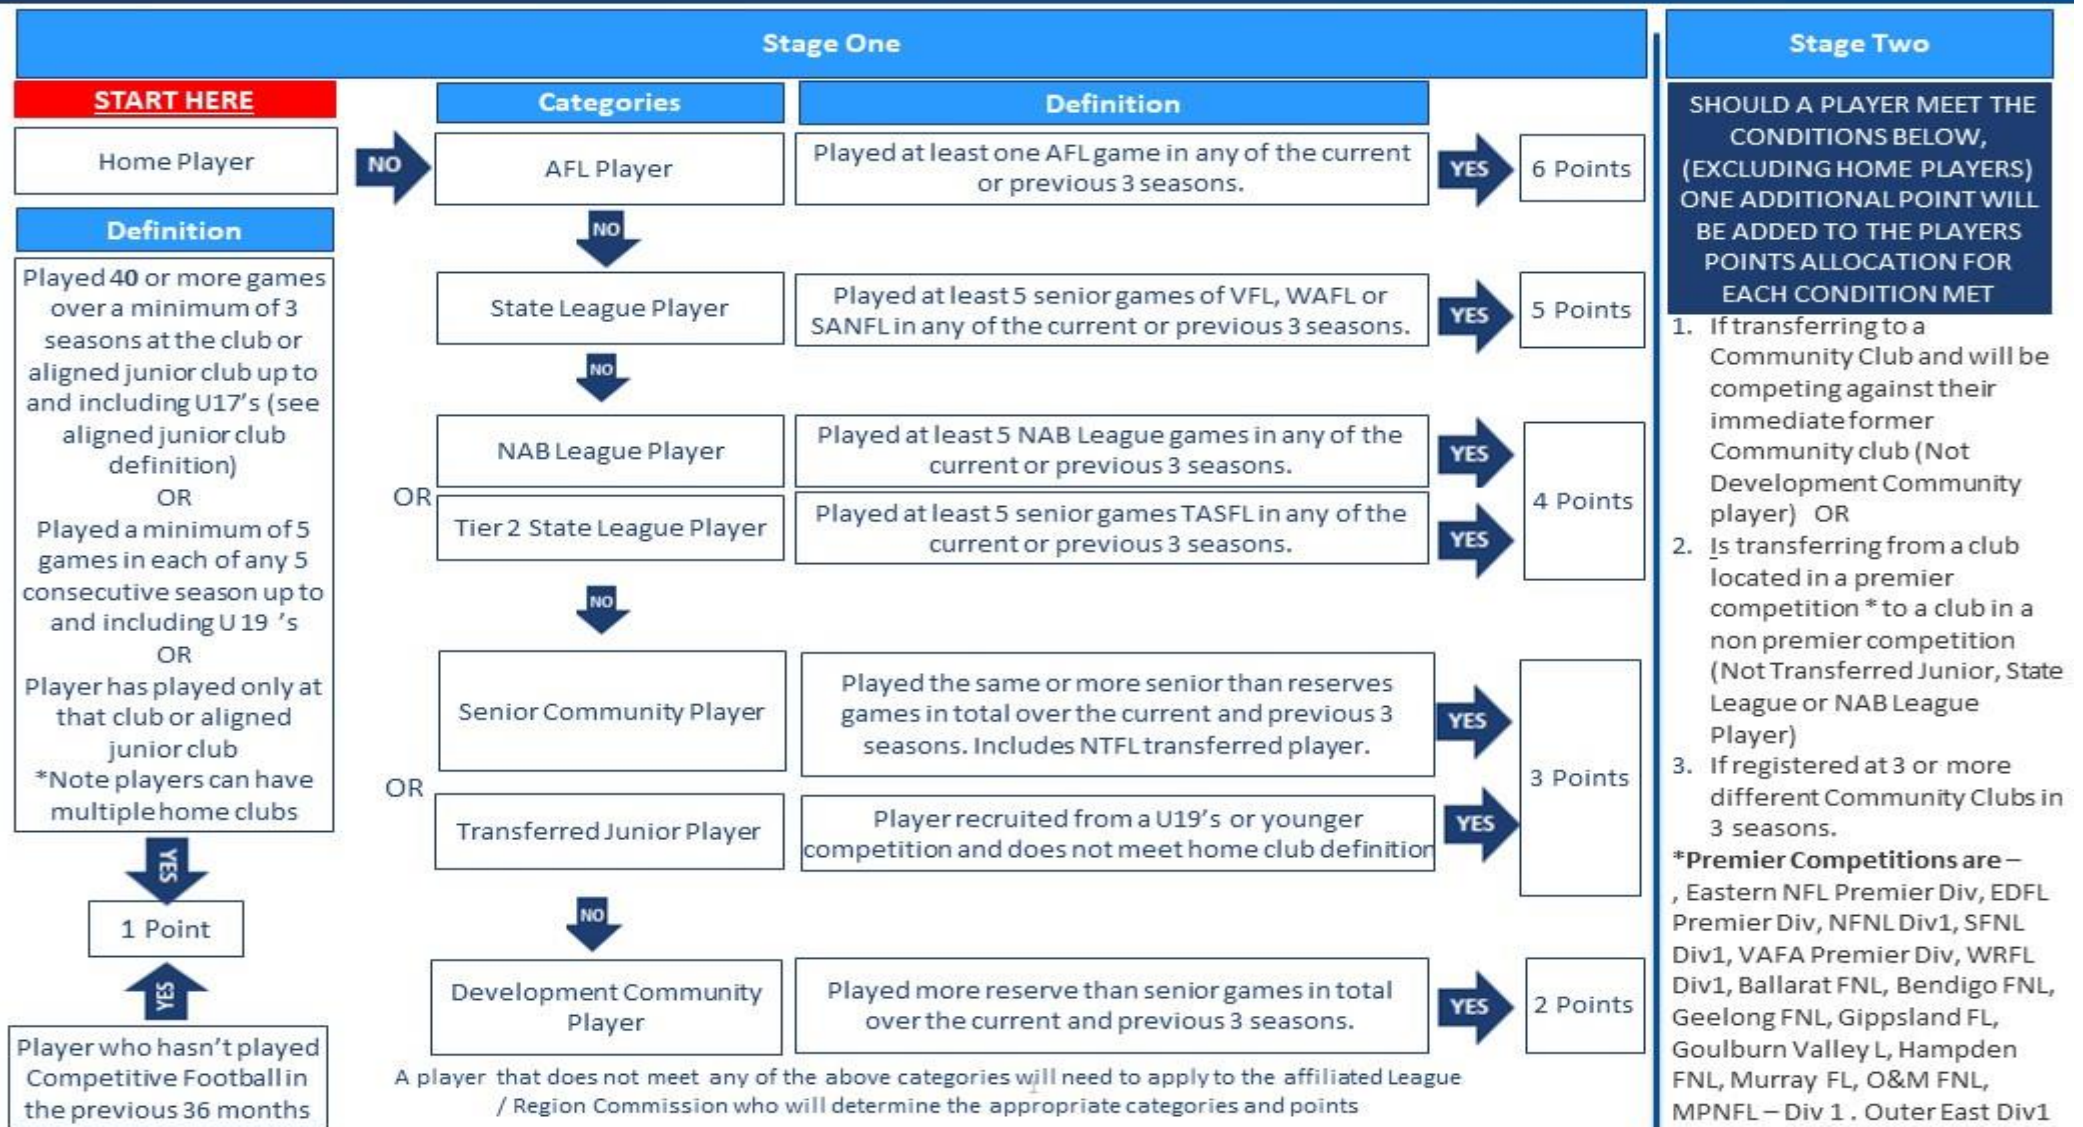 Stage One
START HERE
Home Player
Definition
Played 40 or more games
over a minimum of 3
seasons at the club or
aligned junior club up to
and including U17's (see
aligned junior club
definition)
OR
Played a minimum of 5
games in each of any 5
consecutive season up to
and including U 19 's
OR
Player has played only at
that club or aligned
junior club
*Note players can have
multiple home clubs
YES
1 Point
YES
Player who hasn't played
Competitive Football in
the previous 36 months
NO
Categories
Definition
AFL Player
Played at least one AFL game in any of the current
or previous 3 seasons.
YES
6 Points
NO
State League Player
Played at least 5 senior games of VFL, WAFL or
SANFL in any of the current or previous 3 seasons.
YES
5 Points
NO
NAB League Player
Played at least 5 NAB League games in any of the
current or previous 3 seasons.
YES
OR
Tier 2 State League Player
Played at least 5 senior games TASFL in any of the
current or previous 3 seasons.
YES
4 Points
NO
Senior Community Player
Played the same or more senior than reserves
games in total over the current and previous 3
seasons. Includes NTFL transferred player.
YES
OR
Transferred Junior Player
Player recruited from a U19's or younger
competition and does not meet home club definition
YES
3 Points
NO
Development Community
Player
Played more reserve than senior games in total
over the current and previous 3 seasons.
YES
2 Points
A player that does not meet any of the above categories will need to apply to the affiliated League
/ Region Commission who will determine the appropriate categories and points
Stage Two
SHOULD A PLAYER MEET THE
CONDITIONS BELOW,
(EXCLUDING HOME PLAYERS)
ONE ADDITIONAL POINT WILL
BE ADDED TO THE PLAYERS
POINTS ALLOCATION FOR
EACH CONDITION MET
1. If transferring to a
Community Club and will be
competing against their
immediate former
Community club (Not
Development Community
player) OR
2. Is transferring from a club
located in a premier
competition * to a club in a
non premier competition
(Not Transferred Junior, State
League or NAB League
Player)
3. If registered at 3 or more
different Community Clubs in
3 seasons.
*Premier Competitions are –
, Eastern NFL Premier Div, EDFL
Premier Div, NFNL Div1, SFNL
Div1, VAFA Premier Div, WRFL
Div1, Ballarat FNL, Bendigo FNL,
Geelong FNL, Gippsland FL,
Goulburn Valley L, Hampden
FNL, Murray FL, O&M FNL,
MPNFL – Div 1 . Outer East Div1